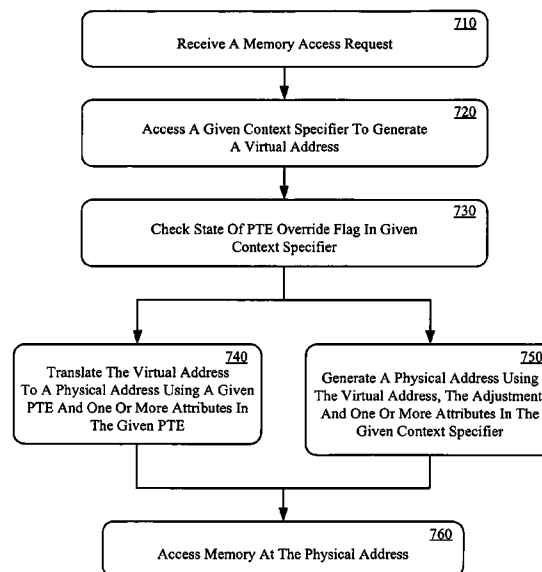 710
Receive A Memory Access Request
720
Access A Given Context Specifier To Generate
A Virtual Address
730
Check State Of PTE Override Flag In Given
Context Specifier
740
Translate The Virtual Address
To A Physical Address Using A Given
PTE And One Or More Attributes In
The Given PTE
750
Generate A Physical Address Using
The Virtual Address, The Adjustment
And One Or More Attributes In The
Given Context Specifier
760
Access Memory At The Physical Address